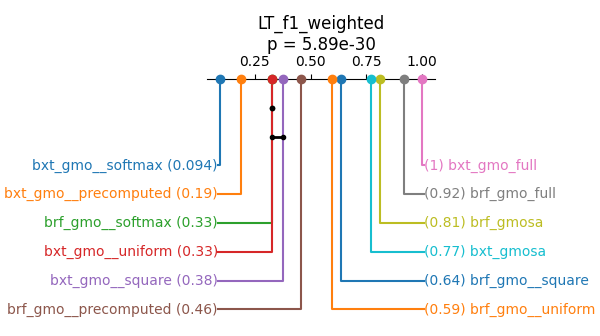 LT_f1_weighted
p = 5.89e-30
0.25 0.50 0.75 1.00
bxt_gmo__softmax (0.094) (1) bxt_gmo_full
bxt_gmo__precomputed (0.19) (0.92) brf_gmo_full
brf_gmo__softmax (0.33) (0.81) brf_gmosa
bxt_gmo__uniform (0.33) (0.77) bxt_gmosa
bxt_gmo__square (0.38) (0.64) brf_gmo__square
brf_gmo__precomputed (0.46) (0.59) brf_gmo__uniform